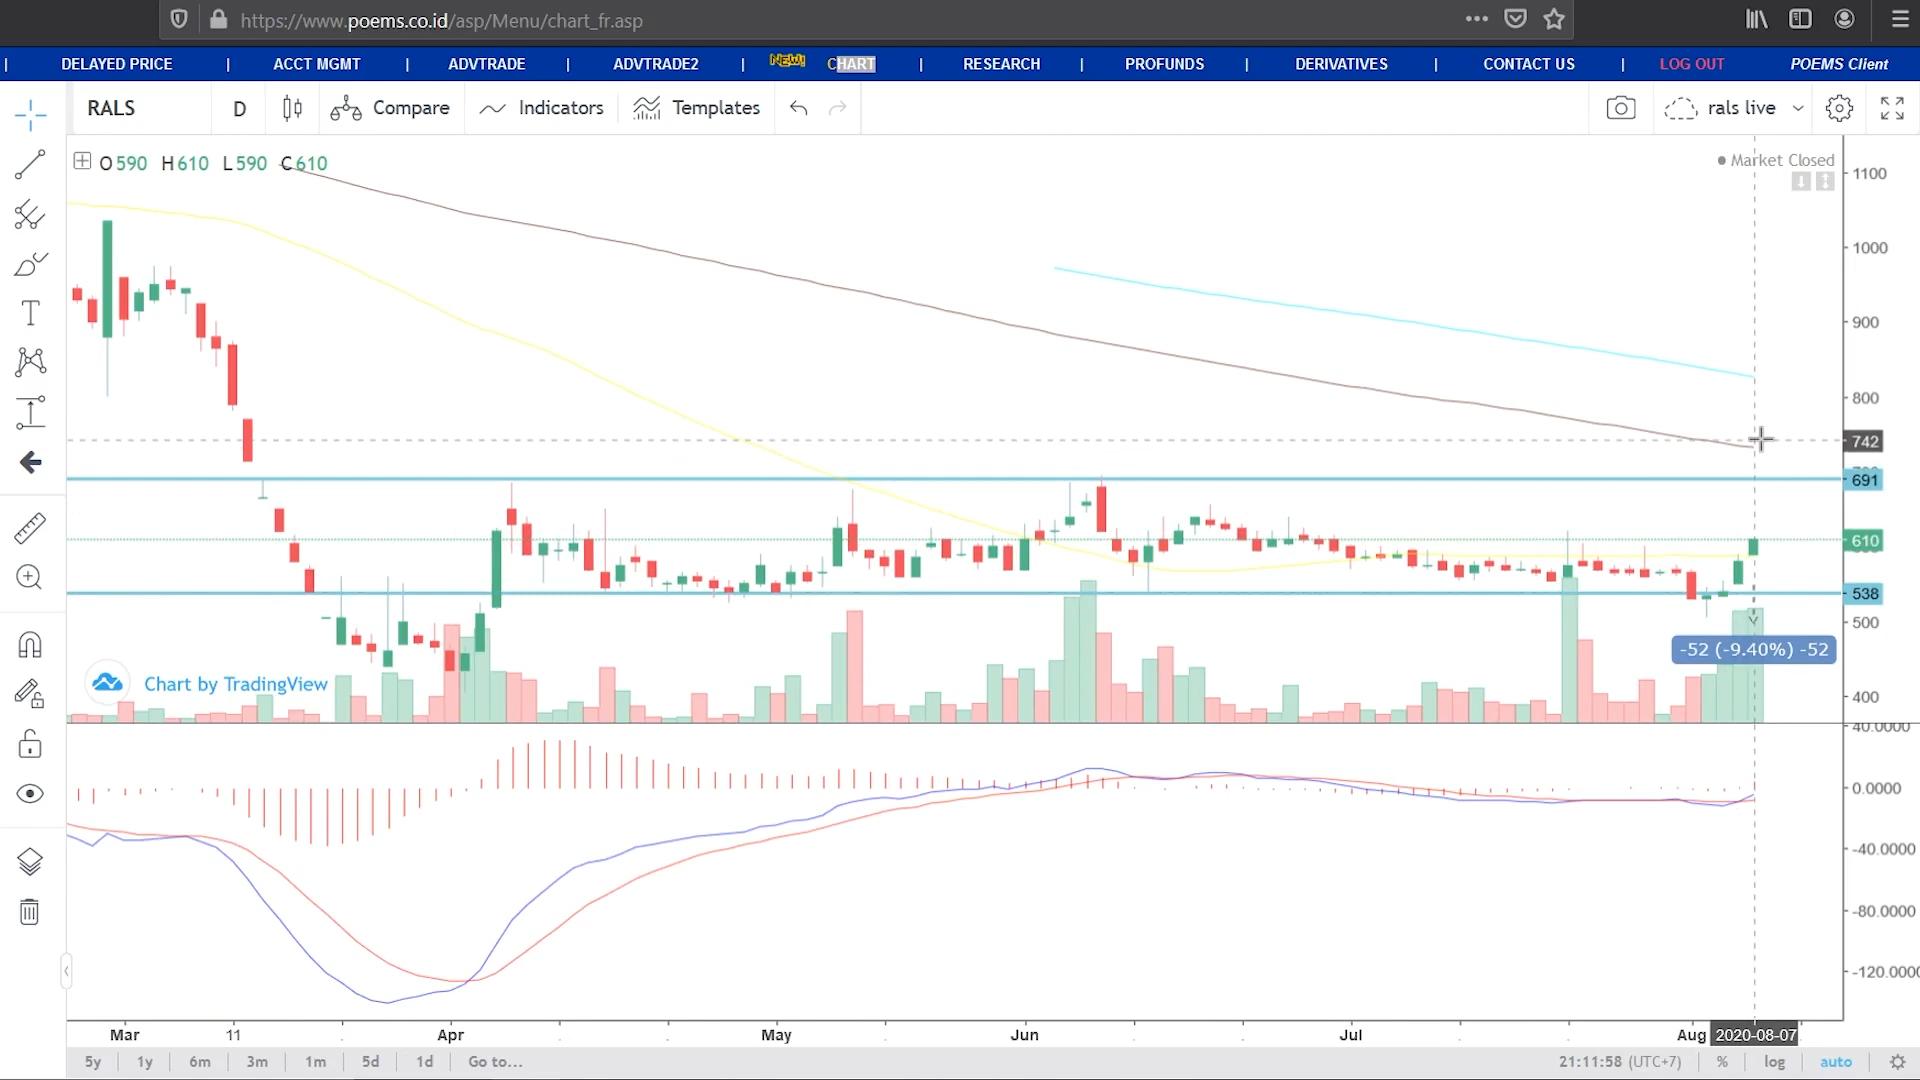 https://www.poems.co.id/asp/Menu/chart_fr.asp
| DELAYED PRICE | ACCT MGMT | ADVTRADE | ADVTRADE2 | NEW! CHART | RESEARCH | PROFUNDS | DERIVATIVES | CONTACT US | LOG OUT POEMS Client
RALS D Compare Indicators Templates rals live
O590 H610 L590 C610
Market Closed
1100
1000
900
800
742
691
610
538
500
-52 (-9.40%) -52
Chart by TradingView
400
40.0000
0.0000
-40.0000
-80.0000
-120.0000
Mar 11 Apr May Jun Jul Aug 2020-08-07
5y 1y 6m 3m 1m 5d 1d Go to... 21:11:58 (UTC+7) % log auto